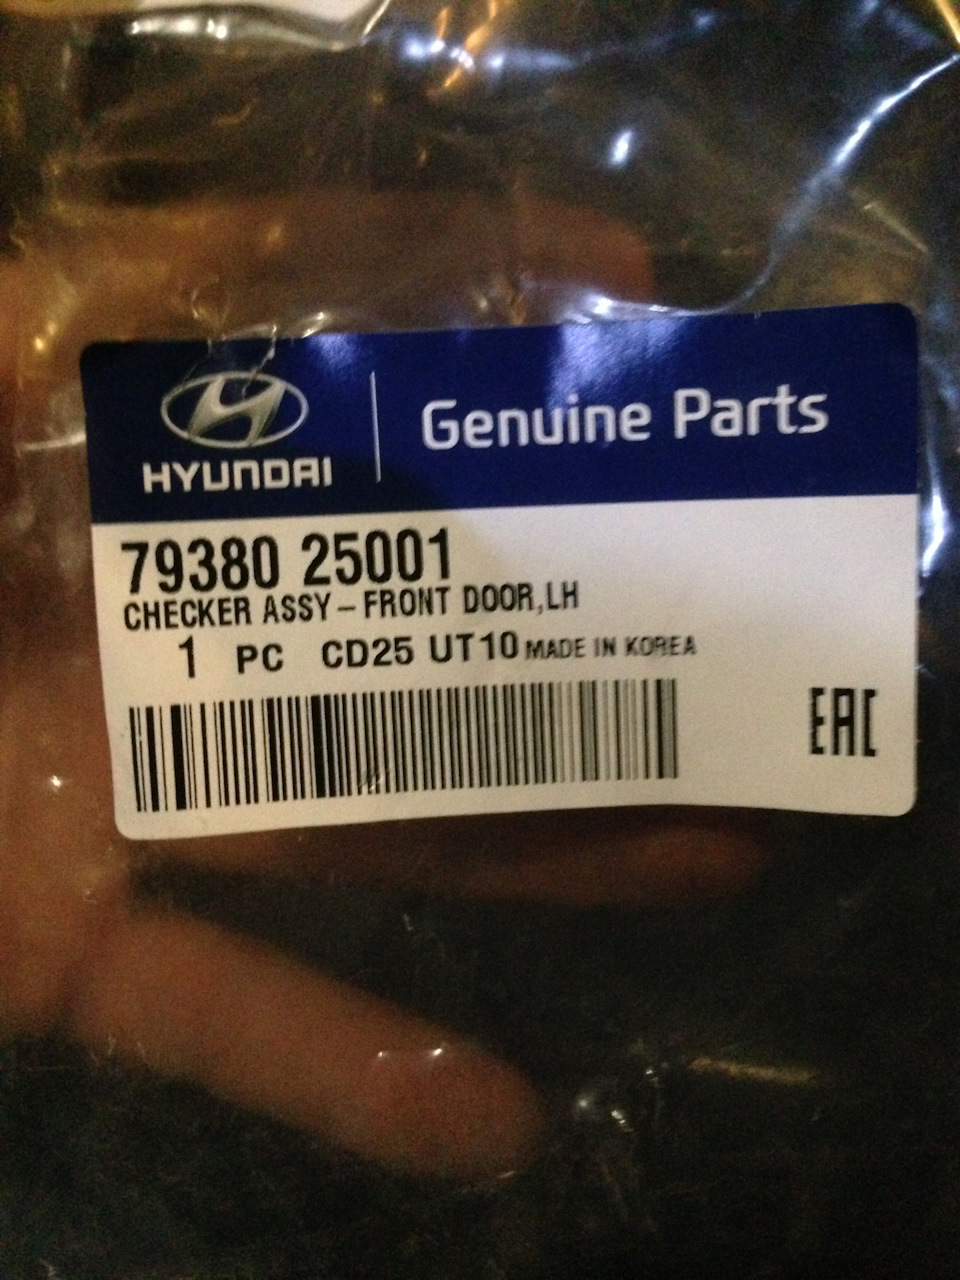 HYUNDAI
Genuine Parts
79380 25001
CHECKER ASSY-FRONT DOOR,LH
1 PC CD25 UT10 MADE IN KOREA
EAC